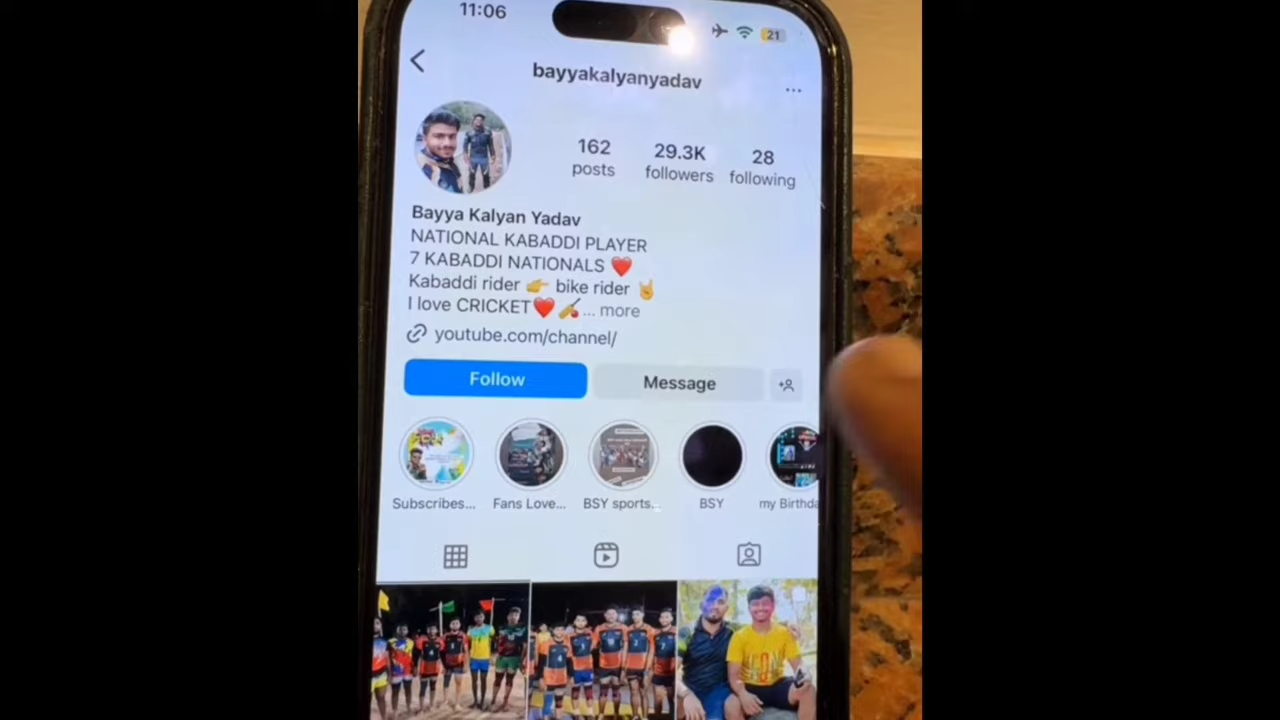 11:06
21
bayyakalyanyadav
...
162 29.3K 28
posts followers following
Bayya Kalyan Yadav
NATIONAL KABADDI PLAYER
7 KABADDI NATIONALS ❤️
Kabaddi rider 👉 bike rider 🤘
I love CRICKET❤️🏏... more
youtube.com/channel/
Follow Message
Subscribes... Fans Love... BSY sports... BSY my Birthda